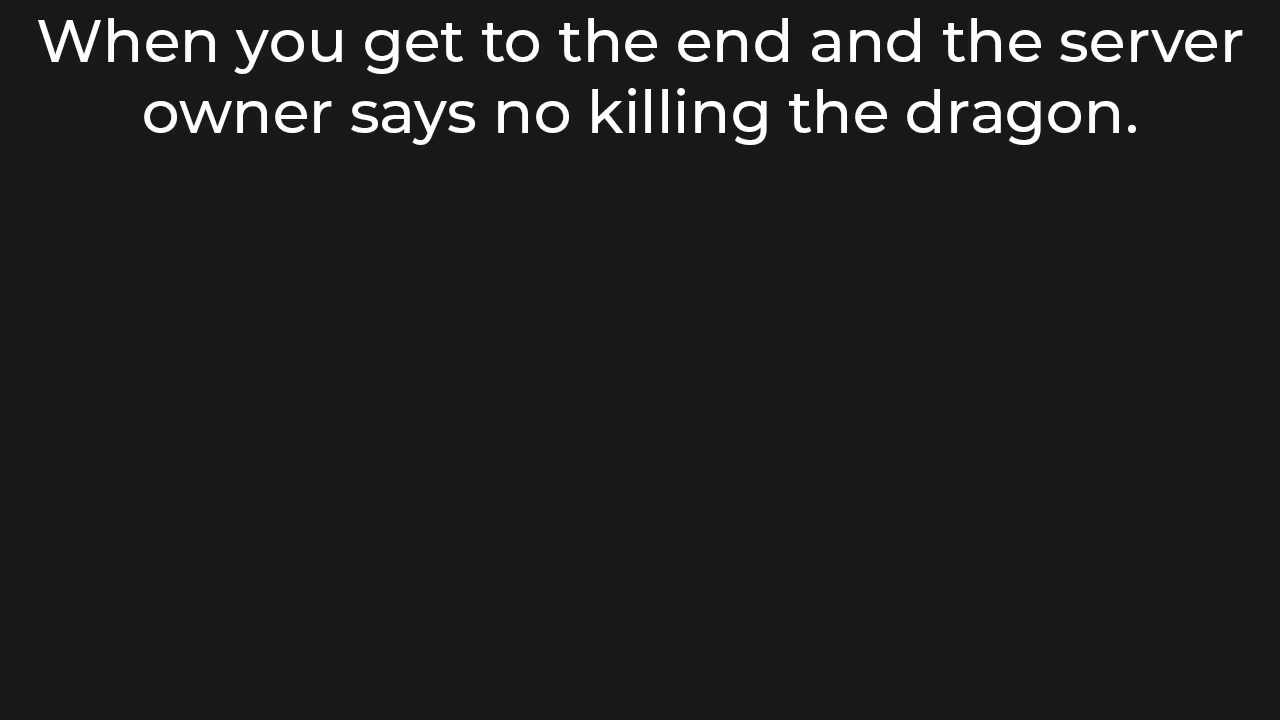 When you get to the end and the server
owner says no killing the dragon.